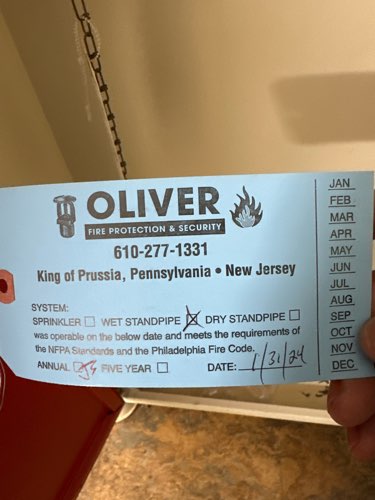 OLIVER
FIRE PROTECTION & SECURITY
610-277-1331
King of Prussia, Pennsylvania • New Jersey
SYSTEM:
SPRINKLER ☐ WET STANDPIPE ☒ DRY STANDPIPE ☐
was operable on the below date and meets the requirements of
the NFPA Standards and the Philadelphia Fire Code.
ANNUAL ☐ FIVE YEAR ☐ DATE: 1/31/24
JAN
FEB
MAR
APR
MAY
JUN
JUL
AUG
SEP
OCT
NOV
DEC